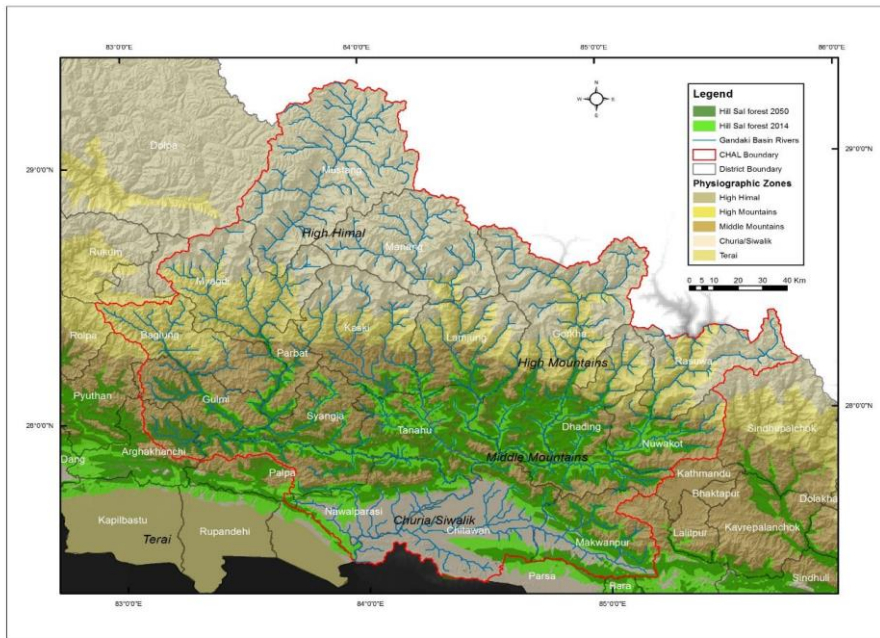 83°0'0"E 84°0'0"E 85°0'0"E 86°0'0"E
N
W E
S
Legend
Hill Sal forest 2050
Hill Sal forest 2014
Gandaki Basin Rivers
CHAL Boundary
District Boundary
Physiographic Zones
High Himal
High Mountains
Middle Mountains
Churia/Siwalik
Terai
0 5 10 20 30 40 Km
Dolpa
29°0'0"N 29°0'0"N
Mustang
High Himal
Manang
Rukum
Myagdi
Rolpa
Baglung
Kaski
Lamjung
Gorkha
Parbat
High Mountains
Rasuwa
Pyuthan
Gulmi
28°0'0"N 28°0'0"N
Syangja
Tanahu
Dhading
Nuwakot
Sindhupalchok
Arghakhanchi
Dang
Palpa
Middle Mountains
Kathmandu
Bhaktapur
Dolakha
Kapilbastu
Rupandehi
Nawalparasi
Churia/Siwalik
Chitawan
Makwanpur
Lalitpur
Kavrepalanchok
Terai
Parsa
Bara
Sindhuli
83°0'0"E 84°0'0"E 85°0'0"E